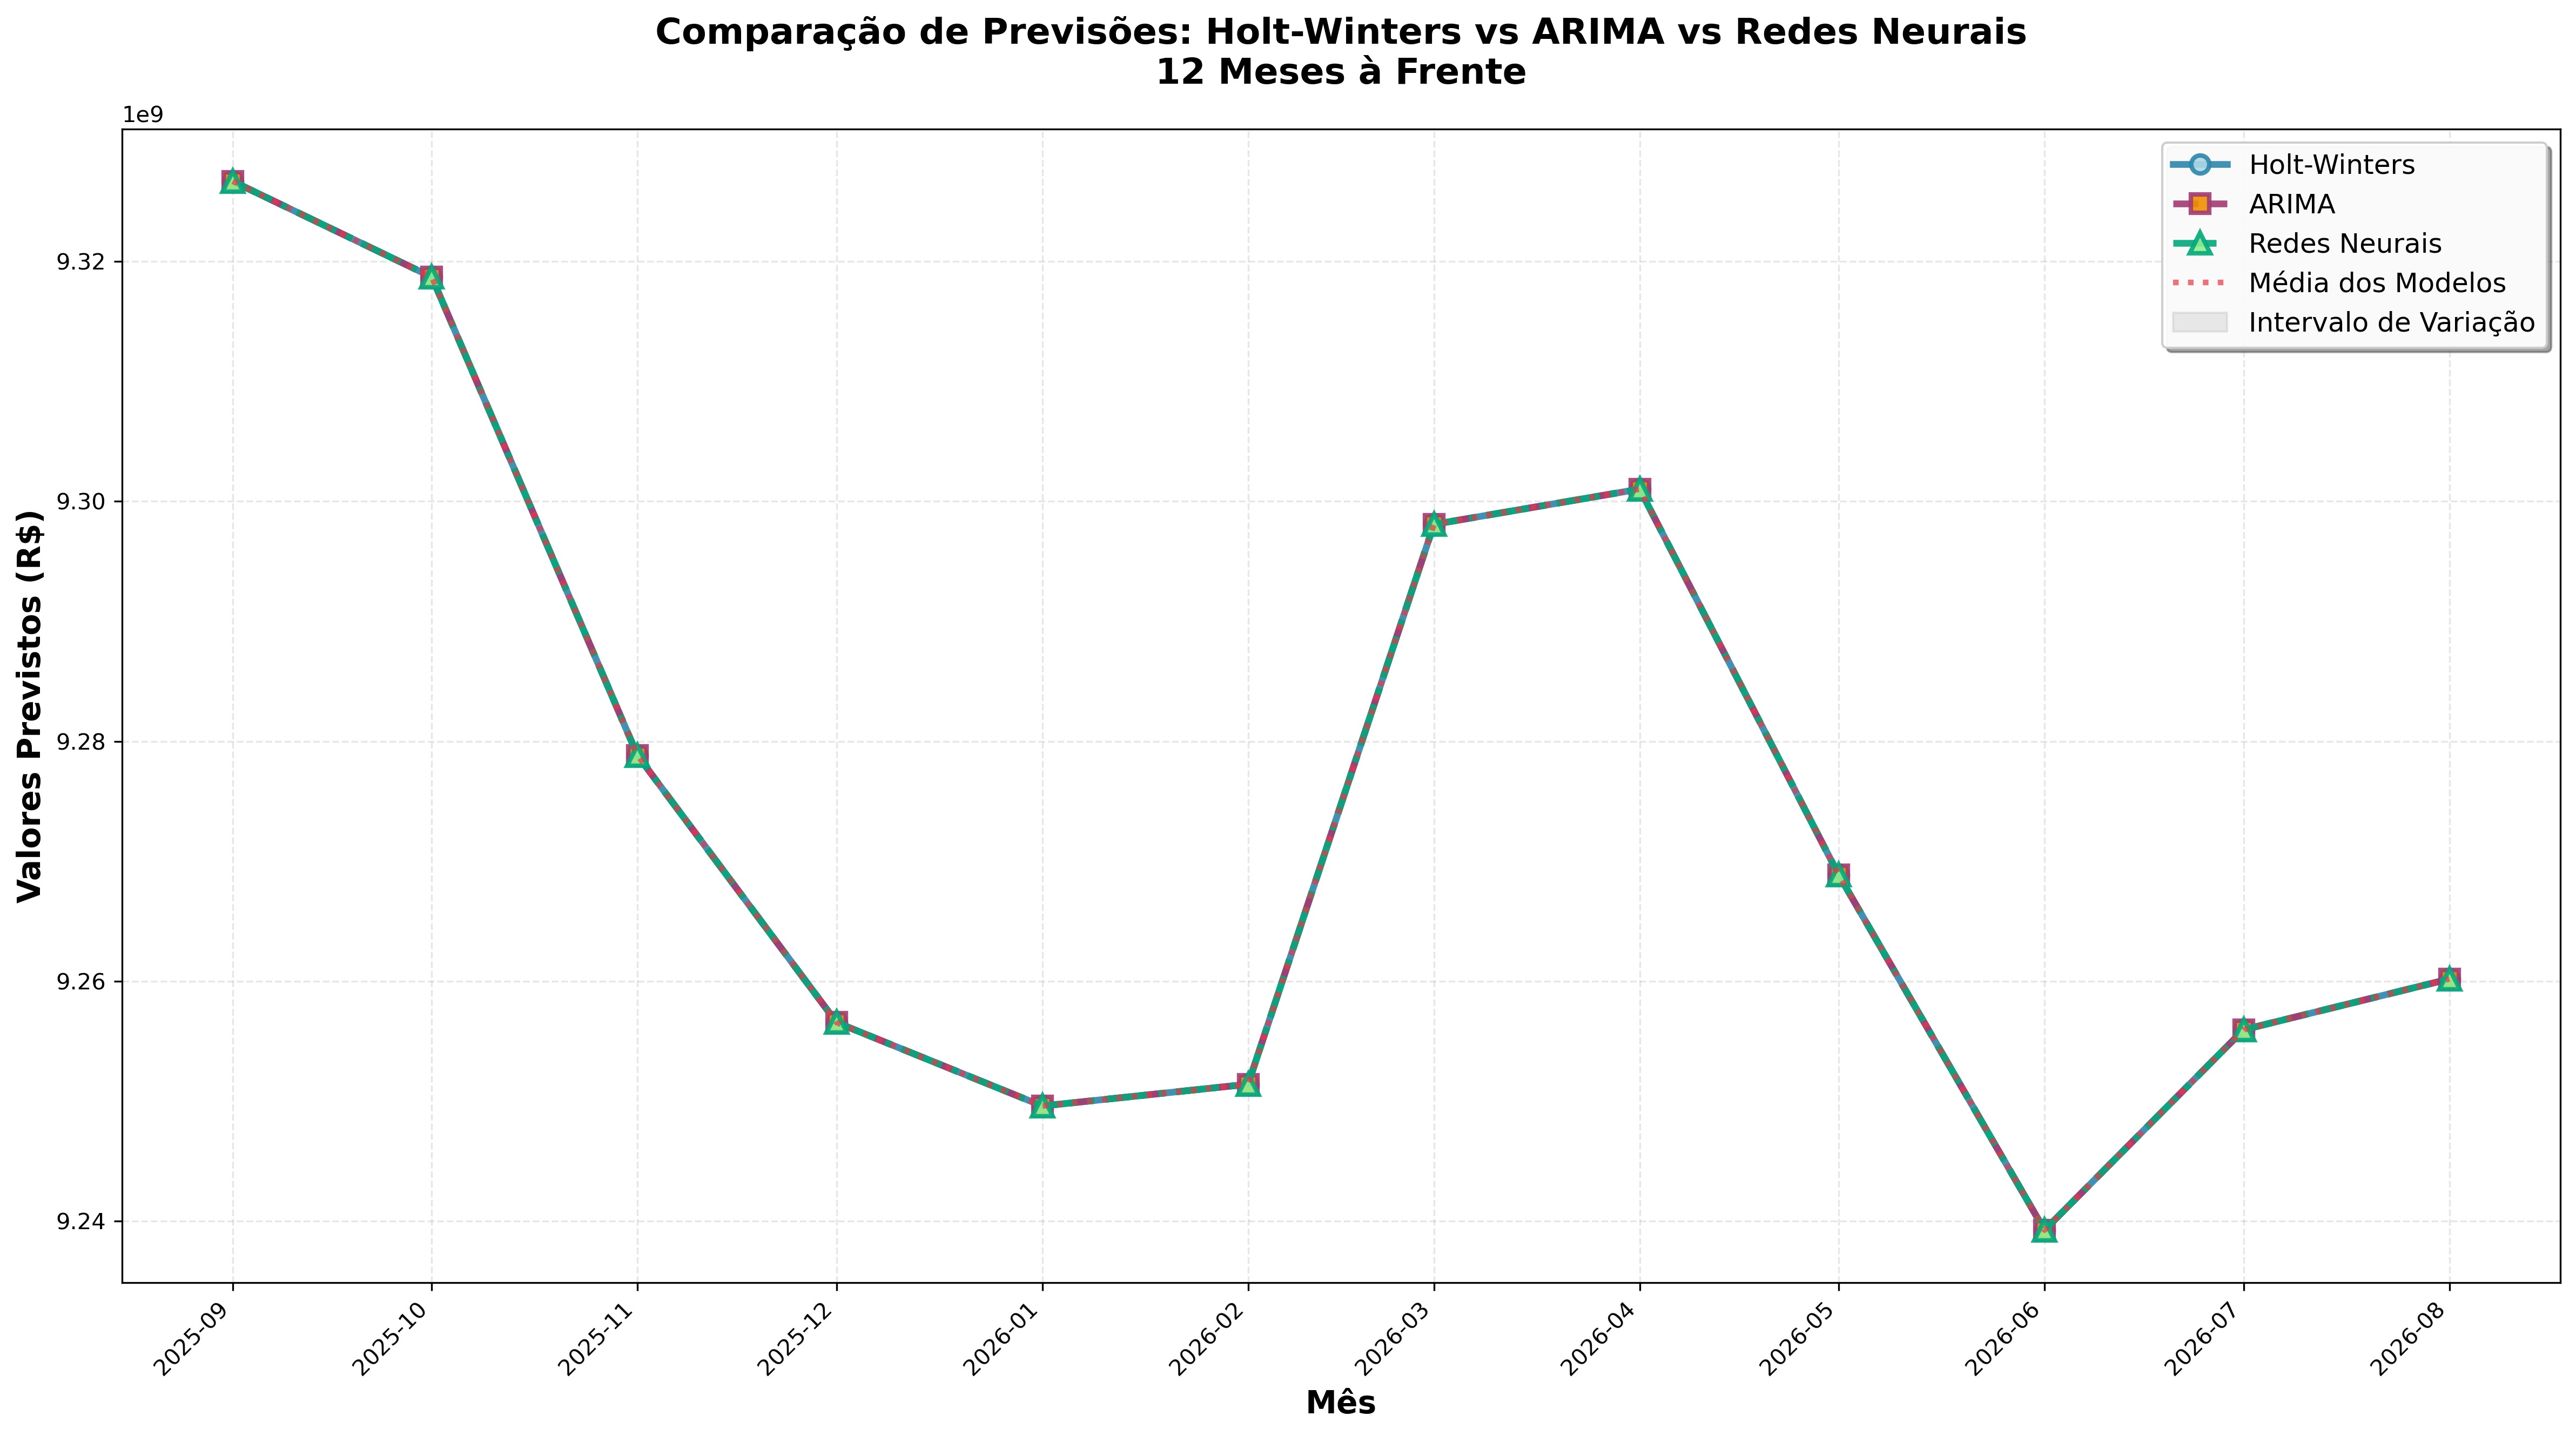 Comparação de Previsões: Holt-Winters vs ARIMA vs Redes Neurais
12 Meses à Frente
1e9
Holt-Winters
ARIMA
Redes Neurais
Média dos Modelos
Intervalo de Variação
9.32
9.30
9.28
9.26
9.24
Valores Previstos (R$)
2025-09
2025-10
2025-11
2025-12
2026-01
2026-02
2026-03
2026-04
2026-05
2026-06
2026-07
2026-08
Mês